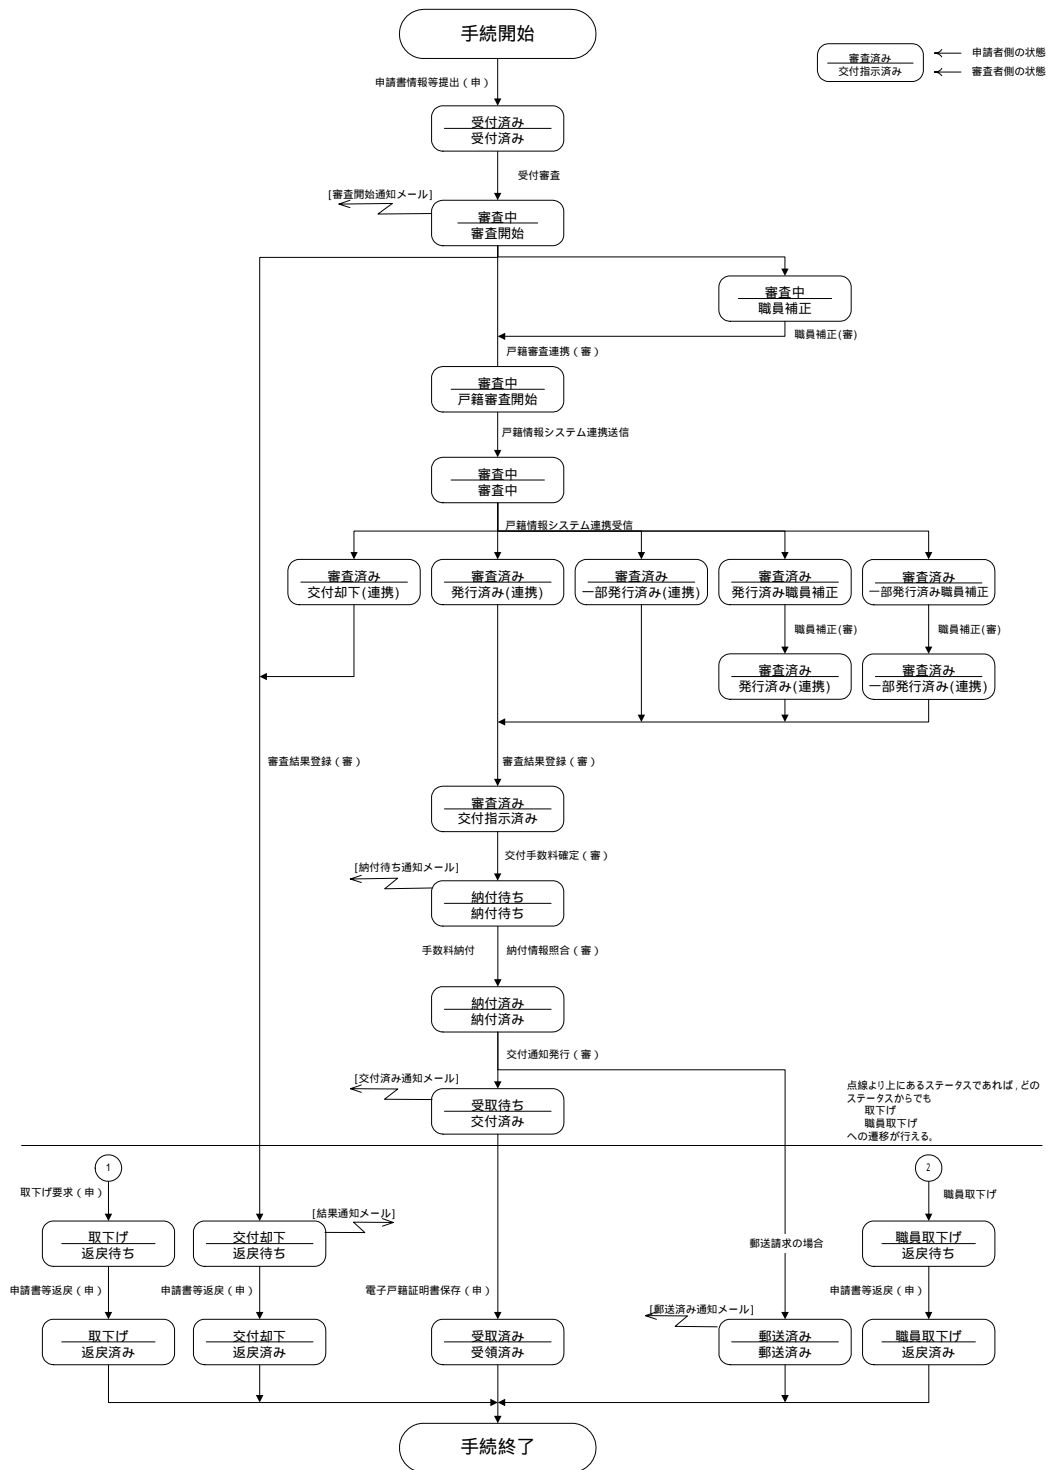 手続開始
審査済み
交付指示済み
申請者側の状態
審査者側の状態
申請書情報等提出（申）
受付済み
受付済み
受付審査
[審査開始通知メール]
審査中
審査開始
審査中
職員補正
職員補正(審)
戸籍審査連携（審）
審査中
戸籍審査開始
戸籍情報システム連携送信
審査中
審査中
戸籍情報システム連携受信
審査済み
交付却下(連携)
審査済み
発行済み(連携)
審査済み
一部発行済み(連携)
審査済み
発行済み職員補正
審査済み
一部発行済み職員補正
職員補正(審)
職員補正(審)
審査済み
発行済み(連携)
審査済み
一部発行済み(連携)
審査結果登録（審）
審査結果登録（審）
審査済み
交付指示済み
交付手数料確定（審）
[納付待ち通知メール]
納付待ち
納付待ち
手数料納付
納付情報照合（審）
納付済み
納付済み
交付通知発行（審）
[交付済み通知メール]
受取待ち
交付済み
点線より上にあるステータスであれば，どの
ステータスからでも
取下げ
職員取下げ
への遷移が行える。
1
2
取下げ要求（申）
職員取下げ
[結果通知メール]
取下げ
返戻待ち
交付却下
返戻待ち
郵送請求の場合
職員取下げ
返戻待ち
申請書等返戻（申）
申請書等返戻（申）
電子戸籍証明書保存（申）
申請書等返戻（申）
[郵送済み通知メール]
取下げ
返戻済み
交付却下
返戻済み
受取済み
受領済み
郵送済み
郵送済み
職員取下げ
返戻済み
手続終了